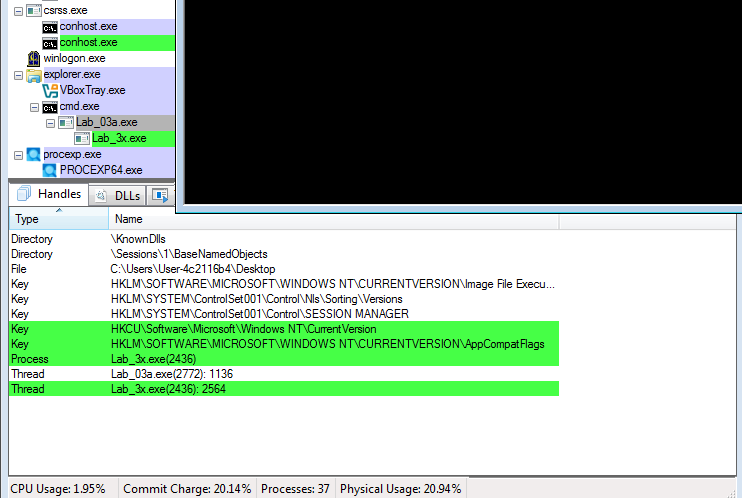 csrss.exe
conhost.exe
conhost.exe
winlogon.exe
explorer.exe
VBoxTray.exe
cmd.exe
Lab_03a.exe
Lab_3x.exe
procexp.exe
PROCEXP64.exe
Handles DLLs
Type Name
Directory \KnownDlls
Directory \Sessions\1\BaseNamedObjects
File C:\Users\User-4c2116b4\Desktop
Key HKLM\SOFTWARE\MICROSOFT\WINDOWS NT\CURRENTVERSION\Image File Execu...
Key HKLM\SYSTEM\ControlSet001\Control\Nls\Sorting\Versions
Key HKLM\SYSTEM\ControlSet001\Control\SESSION MANAGER
Key HKCU\Software\Microsoft\Windows NT\CurrentVersion
Key HKLM\SOFTWARE\MICROSOFT\WINDOWS NT\CURRENTVERSION\AppCompatFlags
Process Lab_3x.exe(2436)
Thread Lab_03a.exe(2772): 1136
Thread Lab_3x.exe(2436): 2564
CPU Usage: 1.95% Commit Charge: 20.14% Processes: 37 Physical Usage: 20.94%